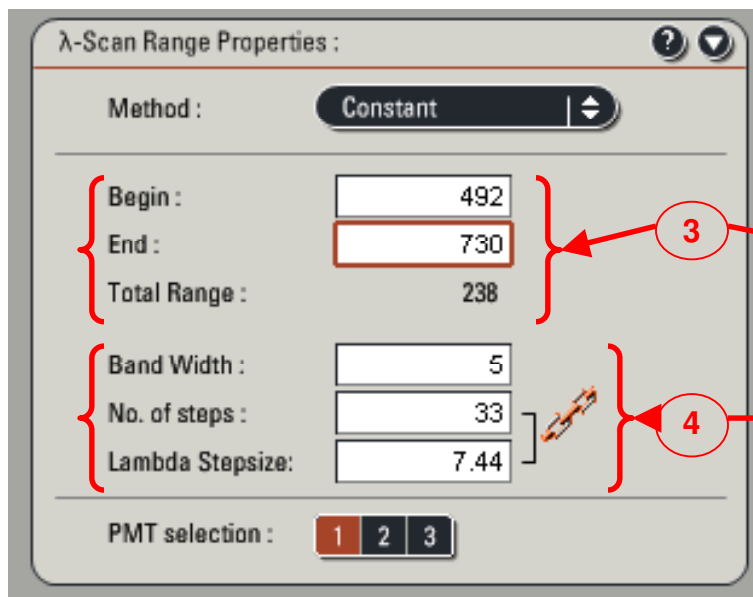 λ-Scan Range Properties :
?
Method : Constant
Begin : 492
End : 730
Total Range : 238
3
Band Width : 5
No. of steps : 33
Lambda Stepsize: 7.44
4
PMT selection : 1 2 3